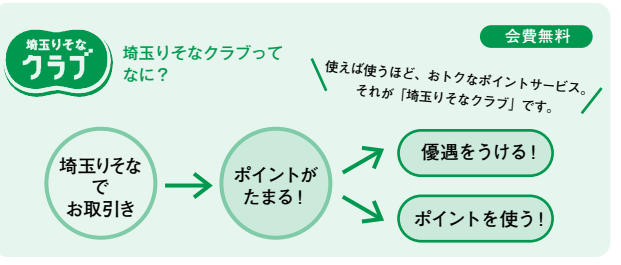 埼玉りそな
クラブ
埼玉りそなクラブって
なに？
会費無料
使えば使うほど、おトクなポイントサービス。
それが「埼玉りそなクラブ」です。
埼玉りそな
で
お取引き
ポイントが
たまる！
優遇をうける！
ポイントを使う！